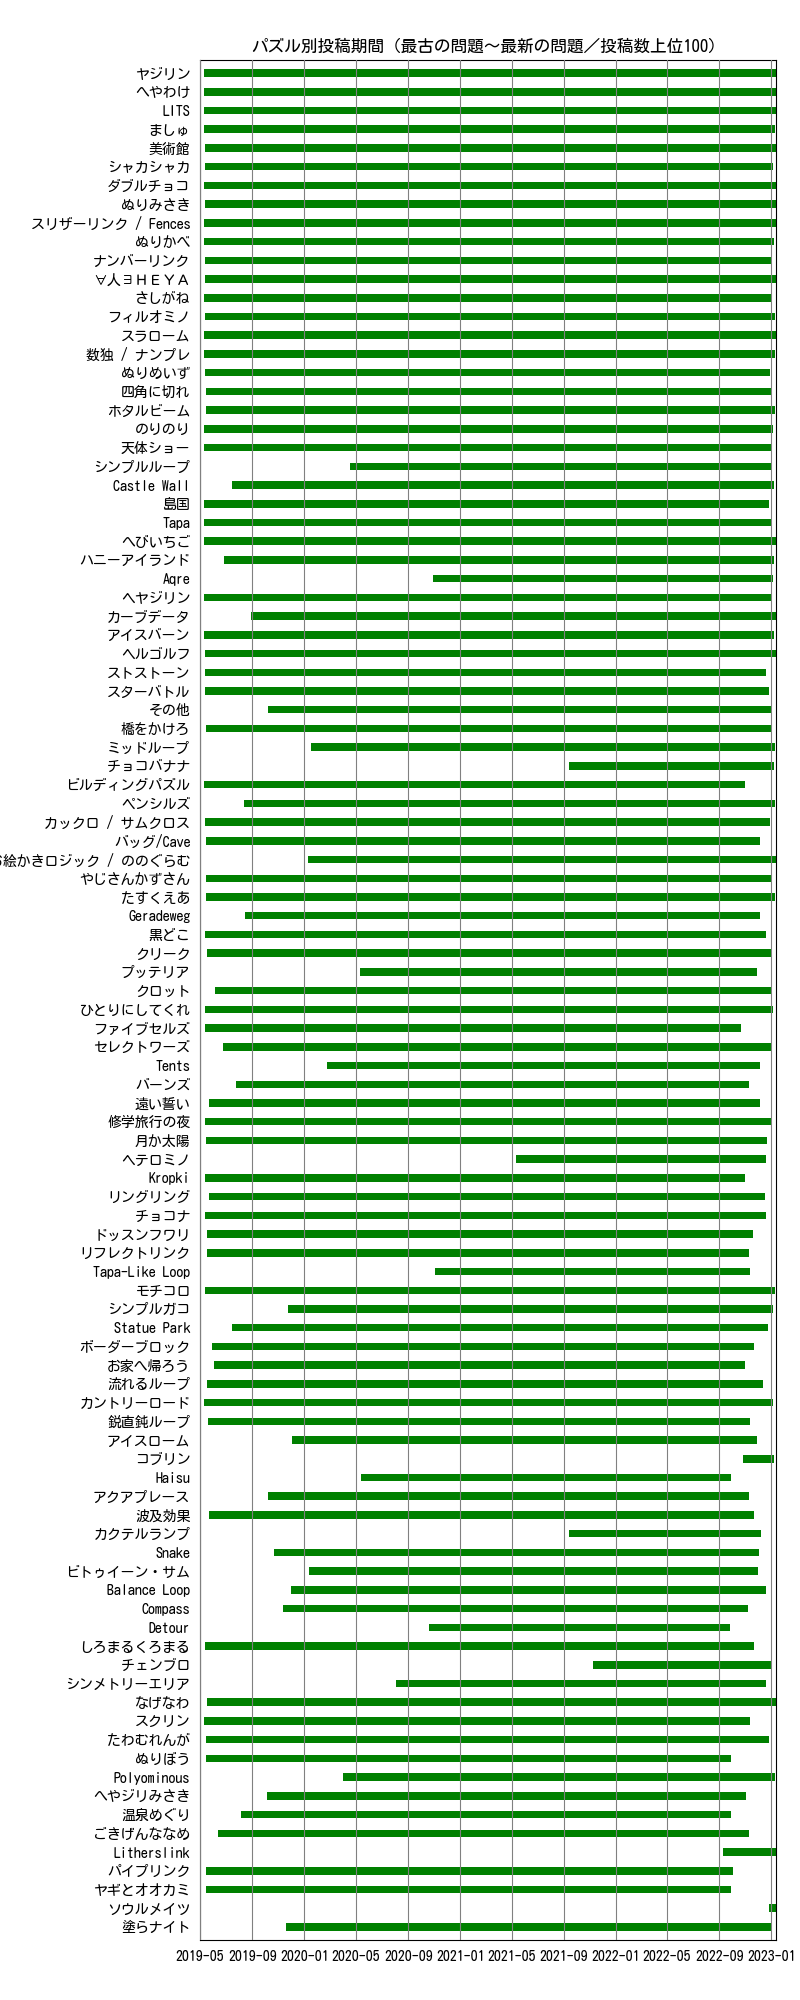 パズル別投稿期間（最古の問題～最新の問題／投稿数上位100）
ヤジリン
へやわけ
LITS
ましゅ
美術館
シャカシャカ
ダブルチョコ
ぬりみさき
スリザーリンク / Fences
ぬりかべ
ナンバーリンク
∀人∃ＨＥＹＡ
さしがね
フィルオミノ
スラローム
数独 / ナンプレ
ぬりめいず
四角に切れ
ホタルビーム
のりのり
天体ショー
シンプルループ
Castle Wall
島国
Tapa
へびいちご
ハニーアイランド
Aqre
ヘヤジリン
カーブデータ
アイスバーン
ヘルゴルフ
ストストーン
スターバトル
その他
橋をかけろ
ミッドループ
チョコバナナ
ビルディングパズル
ペンシルズ
カックロ / サムクロス
バッグ/Cave
絵かきロジック / ののぐらむ
やじさんかずさん
たすくえあ
Geradeweg
黒どこ
クリーク
プッテリア
クロット
ひとりにしてくれ
ファイブセルズ
セレクトワーズ
Tents
バーンズ
遠い誓い
修学旅行の夜
月か太陽
ヘテロミノ
Kropki
リングリング
チョコナ
ドッスンフワリ
リフレクトリンク
Tapa-Like Loop
モチコロ
シンプルガコ
Statue Park
ボーダーブロック
お家へ帰ろう
流れるループ
カントリーロード
鋭直鈍ループ
アイスローム
コブリン
Haisu
アクアプレース
波及効果
カクテルランプ
Snake
ビトゥイーン・サム
Balance Loop
Compass
Detour
しろまるくろまる
チェンブロ
シンメトリーエリア
なげなわ
スクリン
たわむれんが
ぬりぼう
Polyominous
へやジリみさき
温泉めぐり
ごきげんななめ
Litherslink
パイプリンク
ヤギとオオカミ
ソウルメイツ
塗らナイト
2019-05 2019-09 2020-01 2020-05 2020-09 2021-01 2021-05 2021-09 2022-01 2022-05 2022-09 2023-01